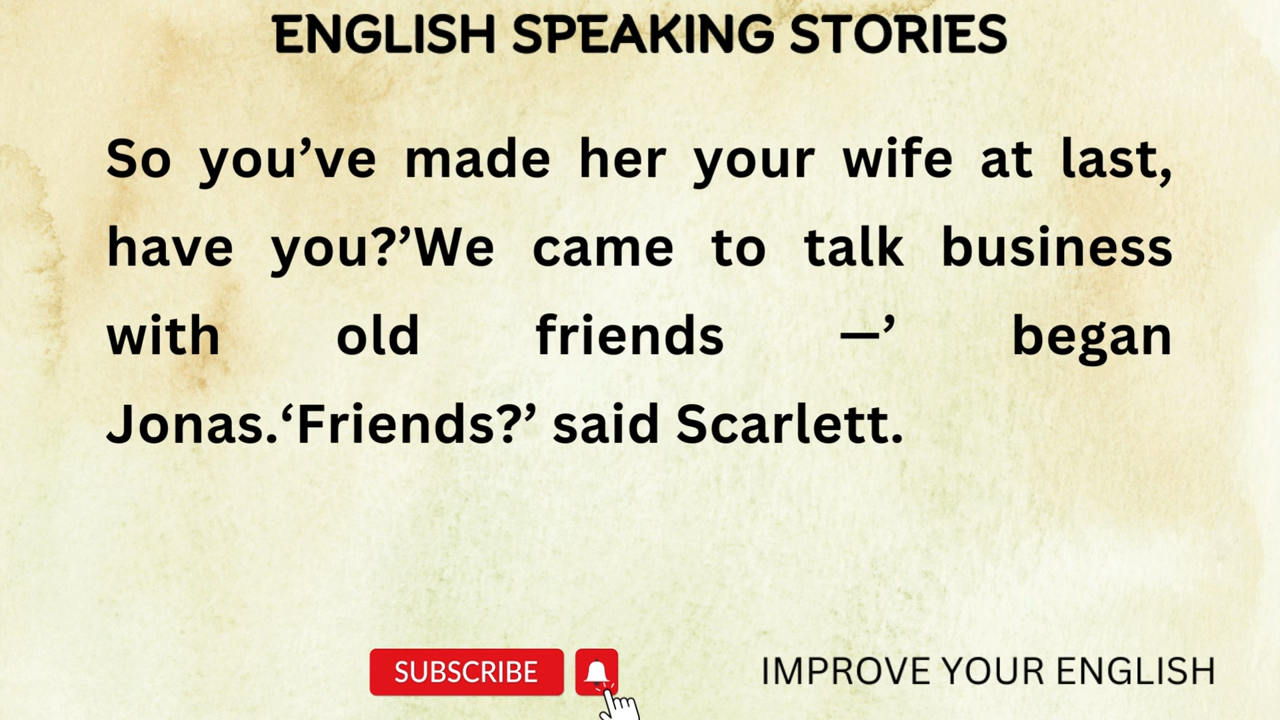 ENGLISH SPEAKING STORIES
So you’ve made her your wife at last,
have you?’We came to talk business
with old friends —’ began
Jonas.‘Friends?’ said Scarlett.
SUBSCRIBE
IMPROVE YOUR ENGLISH